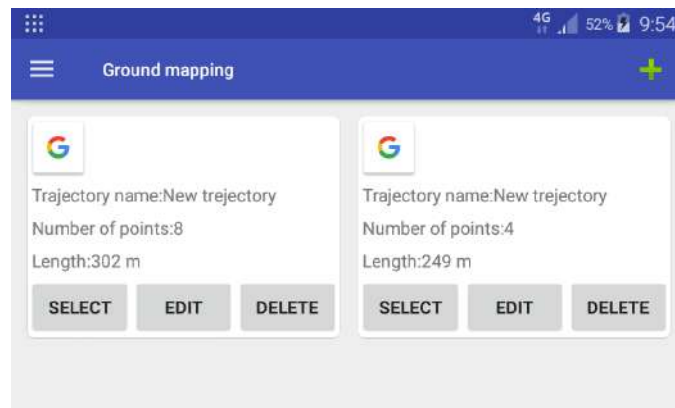 4G 52% 9:54
Ground mapping
G
Trajectory name:New trejectory
Number of points:8
Length:302 m
SELECT EDIT DELETE
G
Trajectory name:New trejectory
Number of points:4
Length:249 m
SELECT EDIT DELETE